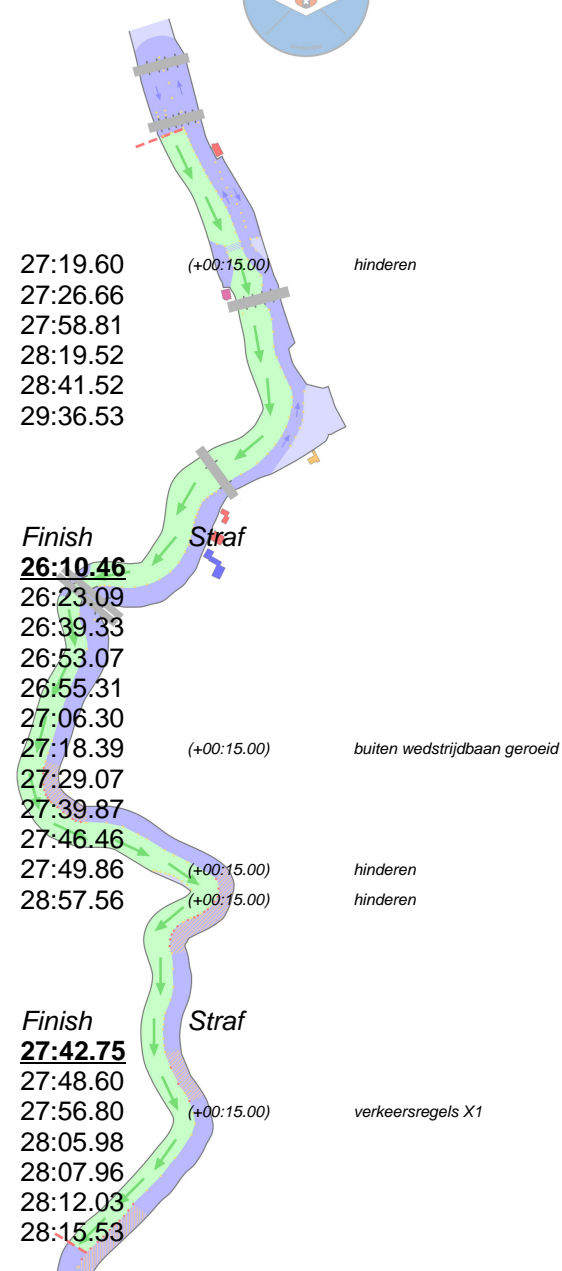 27:19.60 (+00:15.00) hinderen
27:26.66
27:58.81
28:19.52
28:41.52
29:36.53
Finish Straf
26:10.46
26:23.09
26:39.33
26:53.07
26:55.31
27:06.30
27:18.39 (+00:15.00) buiten wedstrijdbaan geroeid
27:29.07
27:39.87
27:46.46
27:49.86 (+00:15.00) hinderen
28:57.56 (+00:15.00) hinderen
Finish Straf
27:42.75
27:48.60
27:56.80 (+00:15.00) verkeersregels X1
28:05.98
28:07.96
28:12.03
28:15.53